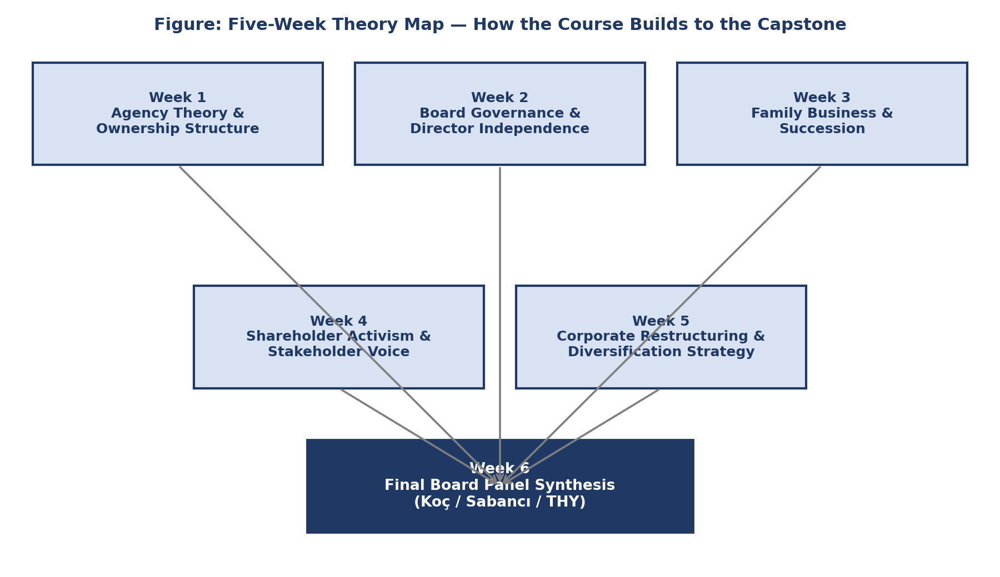 Figure: Five-Week Theory Map — How the Course Builds to the Capstone
Week 1
Agency Theory &
Ownership Structure
Week 2
Board Governance &
Director Independence
Week 3
Family Business &
Succession
Week 4
Shareholder Activism &
Stakeholder Voice
Week 5
Corporate Restructuring &
Diversification Strategy
Week 6
Final Board Panel Synthesis
(Koç / Sabancı / THY)